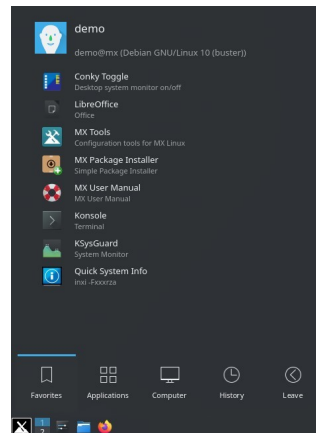 demo
demo@mx (Debian GNU/Linux 10 (buster))
Conky Toggle
Desktop system monitor on/off
LibreOffice
Office
MX Tools
Configuration tools for MX Linux
MX Package Installer
Simple Package Installer
MX User Manual
MX User Manual
Konsole
Terminal
KSysGuard
System Monitor
Quick System Info
inxi -Fxxxrza
Favorites Applications Computer History Leave
1
2